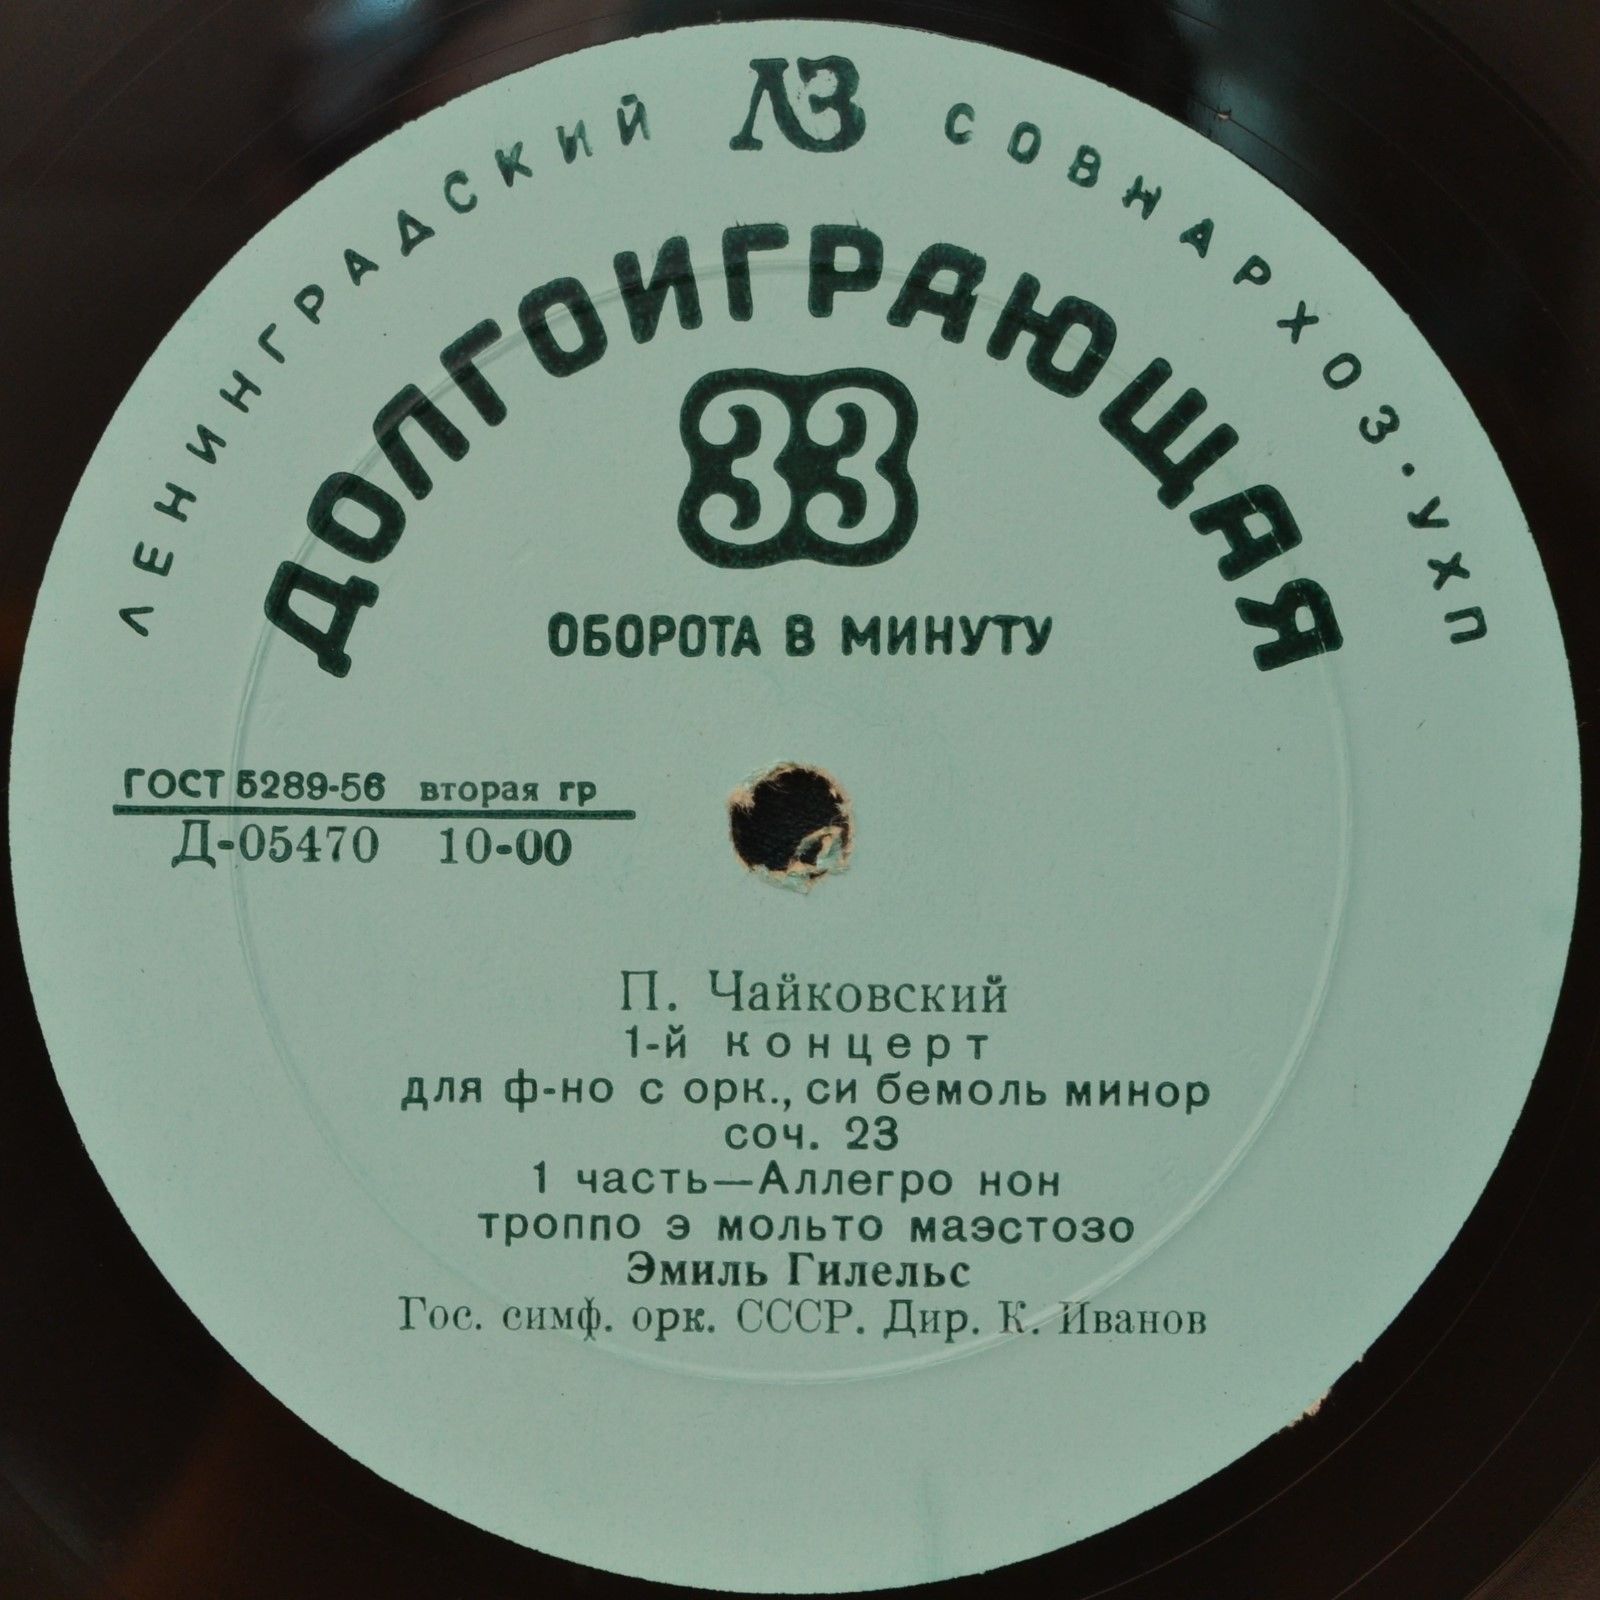 ЛЕНИНГРАДСКИЙ ЛЗ СОВНАРХОЗ·УХП
ДОЛГОИГРАЮЩАЯ
33
ОБОРОТА В МИНУТУ
ГОСТ 5289-56 вторая гр
Д-05470 10-00
П. Чайковский
1-й концерт
для ф-но с орк., си бемоль минор
соч. 23
1 часть—Аллегро нон
троппо э мольто маэстозо
Эмиль Гилельс
Гос. симф. орк. СССР. Дир. К. Иванов